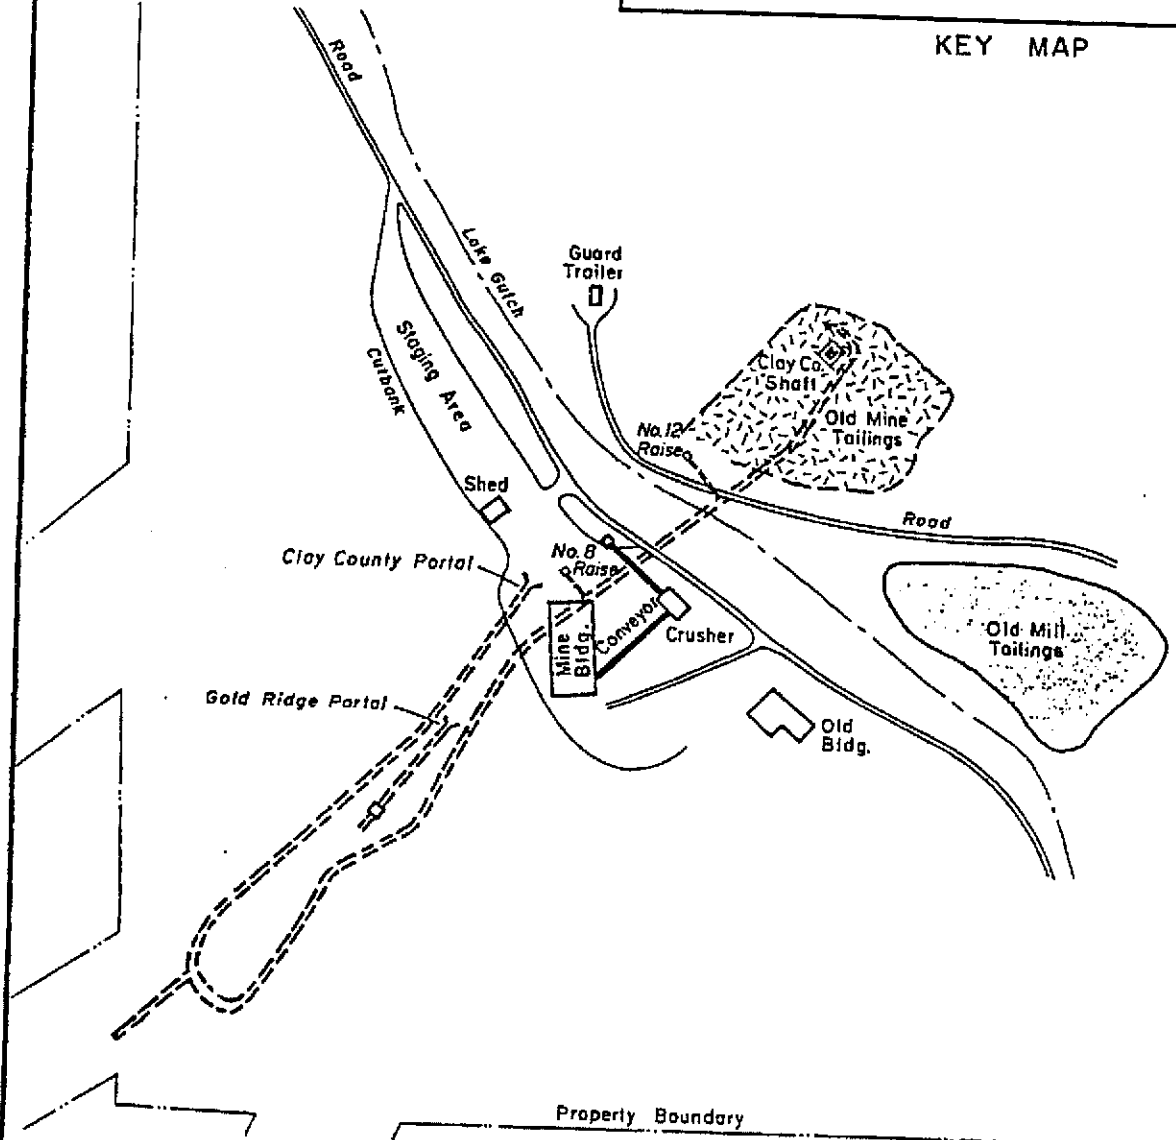 KEY MAP
Road
Lake Gulch
Guard
Trailer
Staging Area
Cutbank
Clay Co.
Shaft
Old Mine
Tailings
No. 12
Raise
Shed
Road
Clay County Portal
No. 8
Raise
Conveyor
Mine
Bldg.
Crusher
Old Mill
Tailings
Gold Ridge Portal
Old
Bldg.
Property Boundary